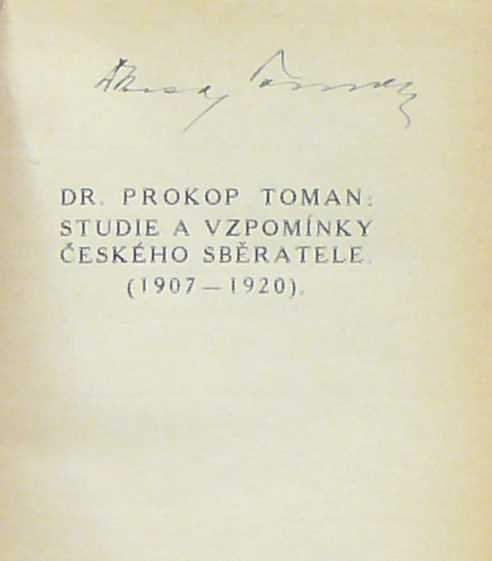 DR. PROKOP TOMAN:
STUDIE A VZPOMÍNKY
ČESKÉHO SBĚRATELE.
(1907—1920).